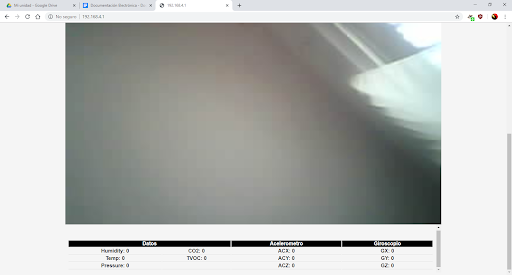 Mi unidad - Google Drive
Documentación Electrónica - Do
192.168.4.1
No seguro | 192.168.4.1
Datos Acelerometro Giroscopio
Humidity: 0 CO2: 0 ACX: 0 GX: 0
Temp: 0 TVOC: 0 ACY: 0 GY: 0
Pressure: 0 ACZ: 0 GZ: 0